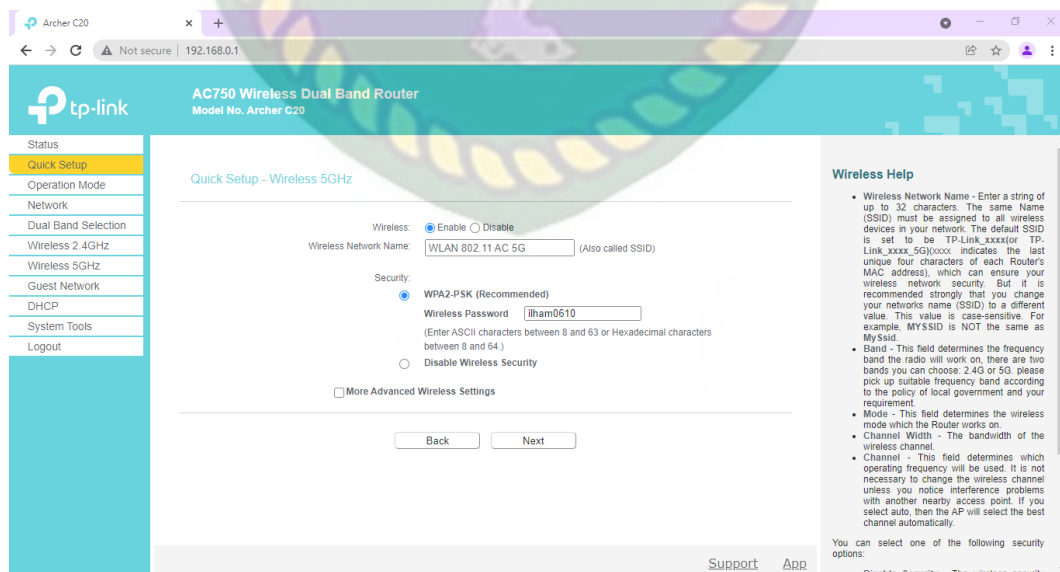 Archer C20
Not secure | 192.168.0.1
tp-link
AC750 Wireless Dual Band Router
Model No. Archer C20
Status
Quick Setup
Operation Mode
Network
Dual Band Selection
Wireless 2.4GHz
Wireless 5GHz
Guest Network
DHCP
System Tools
Logout
Quick Setup - Wireless 5GHz
Wireless: Enable Disable
Wireless Network Name: WLAN 802.11 AC 5G (Also called SSID)
Security:
WPA2-PSK (Recommended)
Wireless Password ilham0610
(Enter ASCII characters between 8 and 63 or Hexadecimal characters
between 8 and 64.)
Disable Wireless Security
More Advanced Wireless Settings
Back Next
Support App
Wireless Help
• Wireless Network Name - Enter a string of
up to 32 characters. The same Name
(SSID) must be assigned to all wireless
devices in your network. The default SSID
is set to be TP-Link_xxxx(or TP-
Link_xxxx_5G)(xxxx indicates the last
unique four characters of each Router's
MAC address), which can ensure your
wireless network security. But it is
recommended strongly that you change
your networks name (SSID) to a different
value. This value is case-sensitive. For
example, MYSSID is NOT the same as
MySsid.
• Band - This field determines the frequency
band the radio will work on, there are two
bands you can choose: 2.4G or 5G. please
pick up suitable frequency band according
to the policy of local government and your
requirement.
• Mode - This field determines the wireless
mode which the Router works on.
• Channel Width - The bandwidth of the
wireless channel.
• Channel - This field determines which
operating frequency will be used. It is not
necessary to change the wireless channel
unless you notice interference problems
with another nearby access point. If you
select auto, then the AP will select the best
channel automatically.
You can select one of the following security
options: